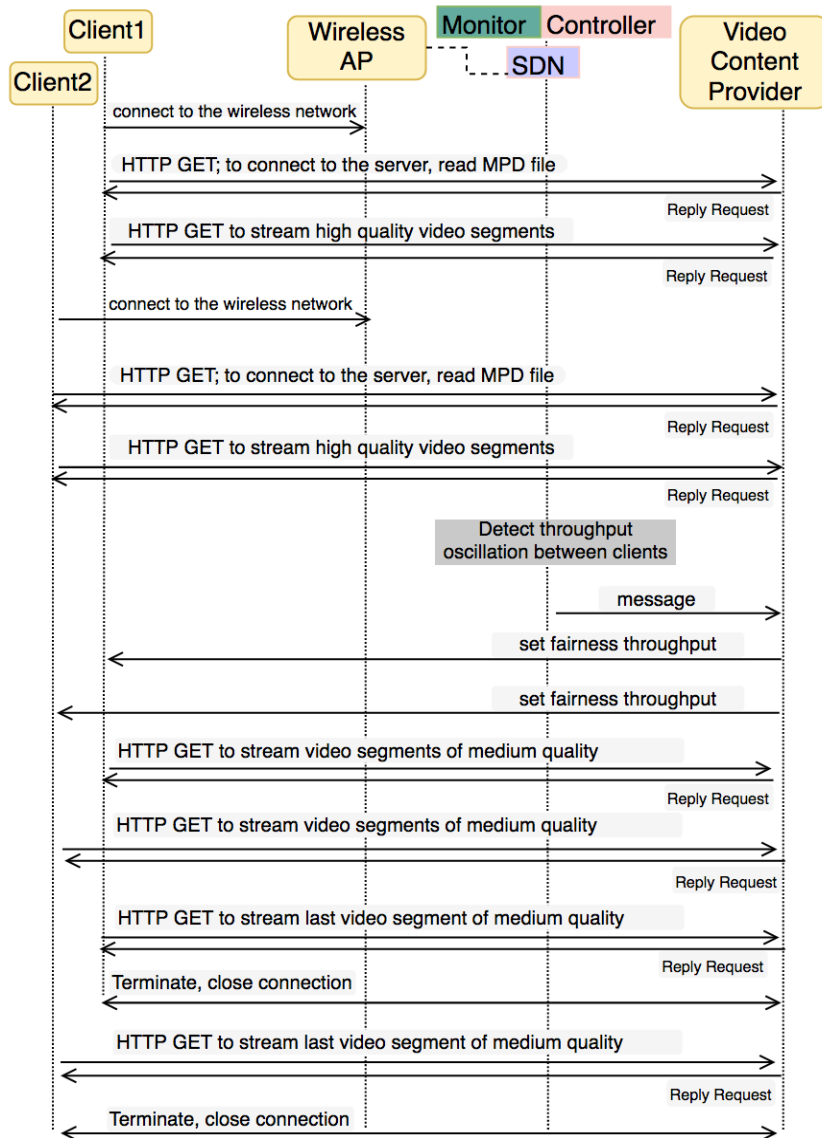 Client1
Wireless
AP
Monitor
Controller
Video
Content
Provider
Client2
SDN
connect to the wireless network
HTTP GET; to connect to the server, read MPD file
Reply Request
HTTP GET to stream high quality video segments
Reply Request
connect to the wireless network
HTTP GET; to connect to the server, read MPD file
Reply Request
HTTP GET to stream high quality video segments
Reply Request
Detect throughput
oscillation between clients
message
set fairness throughput
set fairness throughput
HTTP GET to stream video segments of medium quality
Reply Request
HTTP GET to stream video segments of medium quality
Reply Request
HTTP GET to stream last video segment of medium quality
Reply Request
Terminate, close connection
HTTP GET to stream last video segment of medium quality
Reply Request
Terminate, close connection